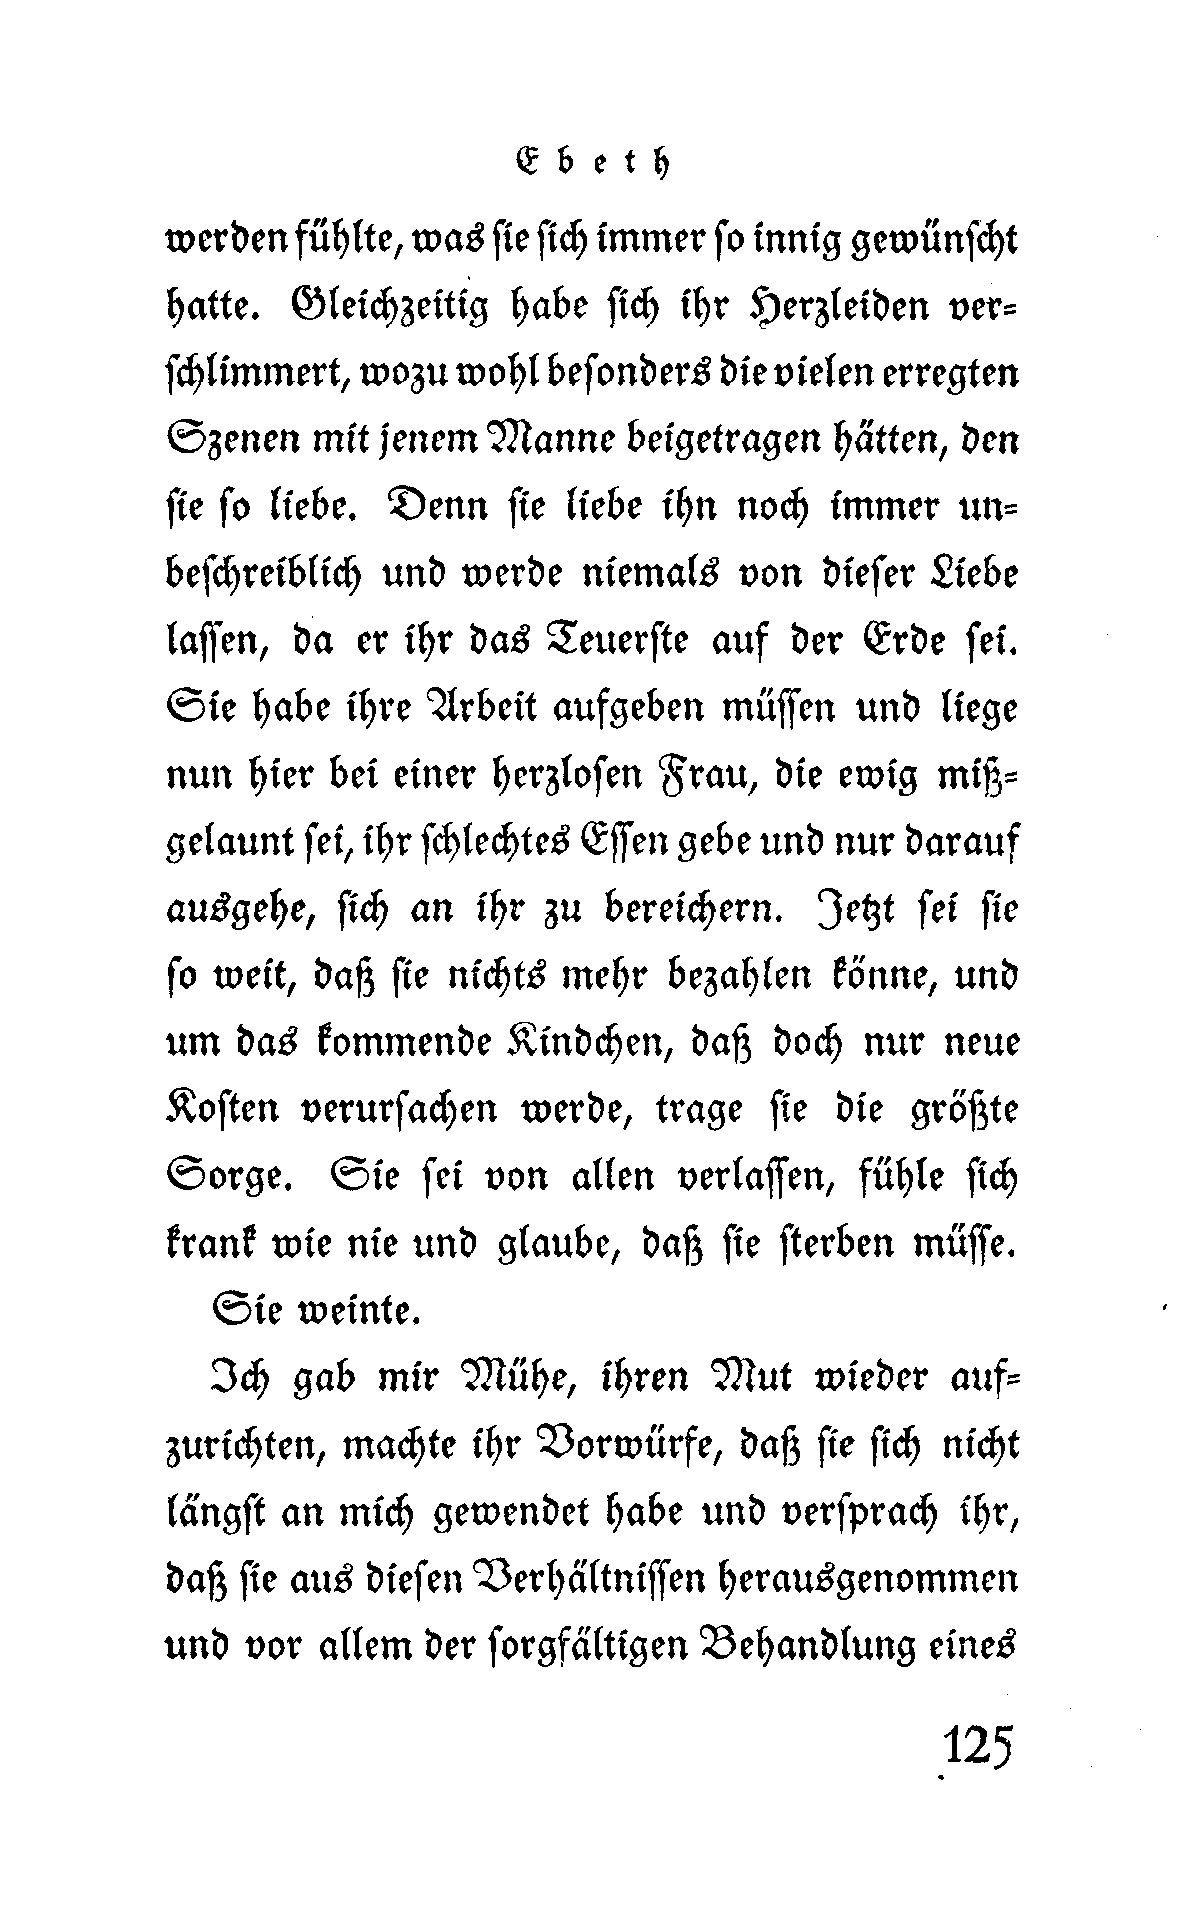 Ebeth
werden fühlte, was sie sich immer so innig gewünscht
hatte. Gleichzeitig habe sich ihr Herzleiden ver-
schlimmert, wozu wohl besonders die vielen erregten
Szenen mit jenem Manne beigetragen hätten, den
sie so liebe. Denn sie liebe ihn noch immer un-
beschreiblich und werde niemals von dieser Liebe
lassen, da er ihr das Teuerste auf der Erde sei.
Sie habe ihre Arbeit aufgeben müssen und liege
nun hier bei einer herzlosen Frau, die ewig miß-
gelaunt sei, ihr schlechtes Essen gebe und nur darauf
ausgehe, sich an ihr zu bereichern. Jetzt sei sie
so weit, daß sie nichts mehr bezahlen könne, und
um das kommende Kindchen, daß doch nur neue
Kosten verursachen werde, trage sie die größte
Sorge. Sie sei von allen verlassen, fühle sich
krank wie nie und glaube, daß sie sterben müsse.
Sie weinte.
Ich gab mir Mühe, ihren Mut wieder auf-
zurichten, machte ihr Vorwürfe, daß sie sich nicht
längst an mich gewendet habe und versprach ihr,
daß sie aus diesen Verhältnissen herausgenommen
und vor allem der sorgfältigen Behandlung eines
125